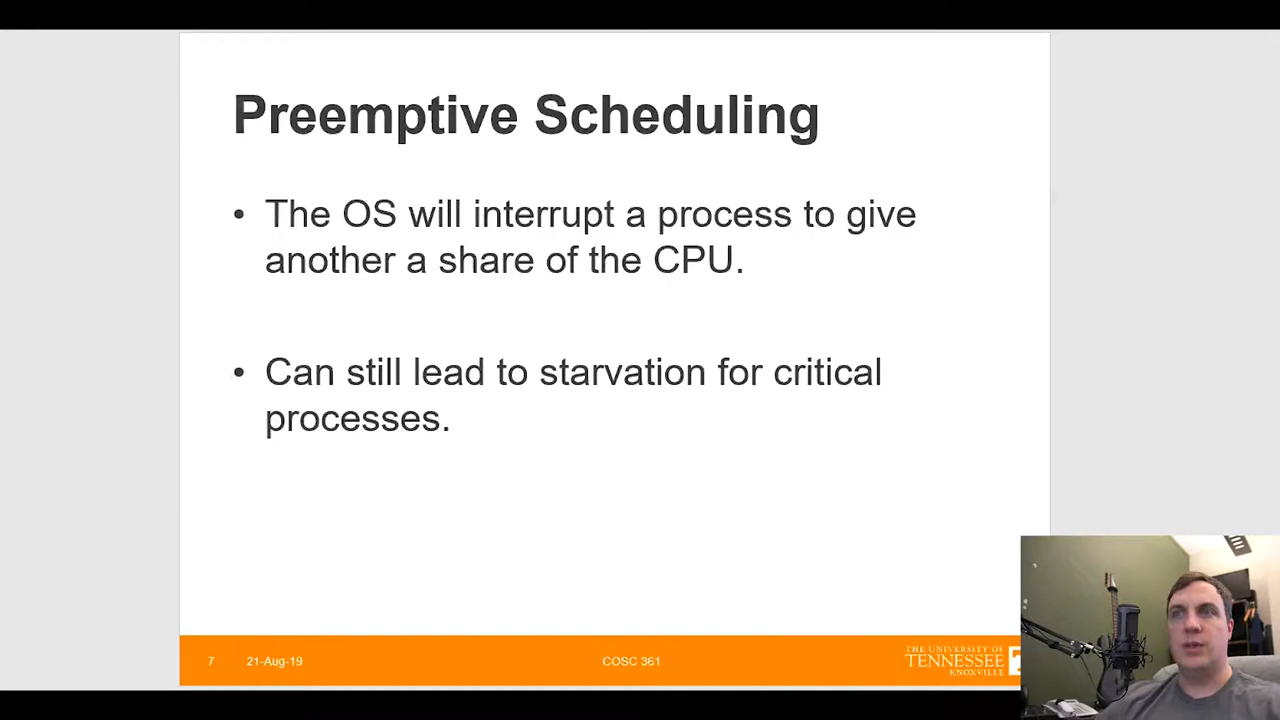 Preemptive Scheduling
• The OS will interrupt a process to give
another a share of the CPU.
• Can still lead to starvation for critical
processes.
7
21-Aug-19
COSC 361
THE UNIVERSITY OF
TENNESSEE
KNOXVILLE